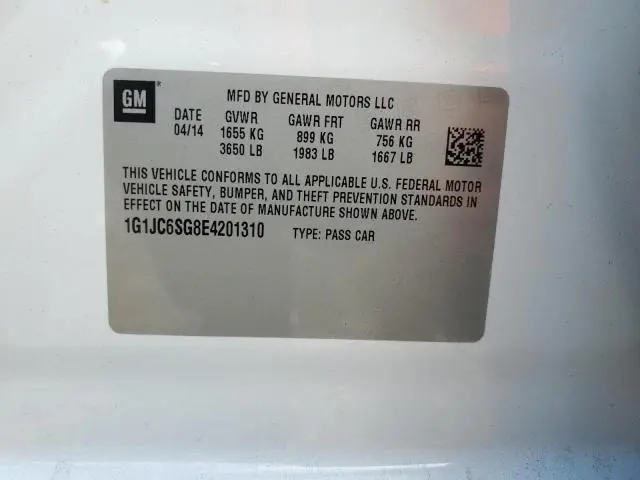 GM
MFD BY GENERAL MOTORS LLC
DATE GVWR GAWR FRT GAWR RR
04/14 1655 KG 899 KG 756 KG
3650 LB 1983 LB 1667 LB
THIS VEHICLE CONFORMS TO ALL APPLICABLE U.S. FEDERAL MOTOR
VEHICLE SAFETY, BUMPER, AND THEFT PREVENTION STANDARDS IN
EFFECT ON THE DATE OF MANUFACTURE SHOWN ABOVE.
1G1JC6SG8E4201310 TYPE: PASS CAR